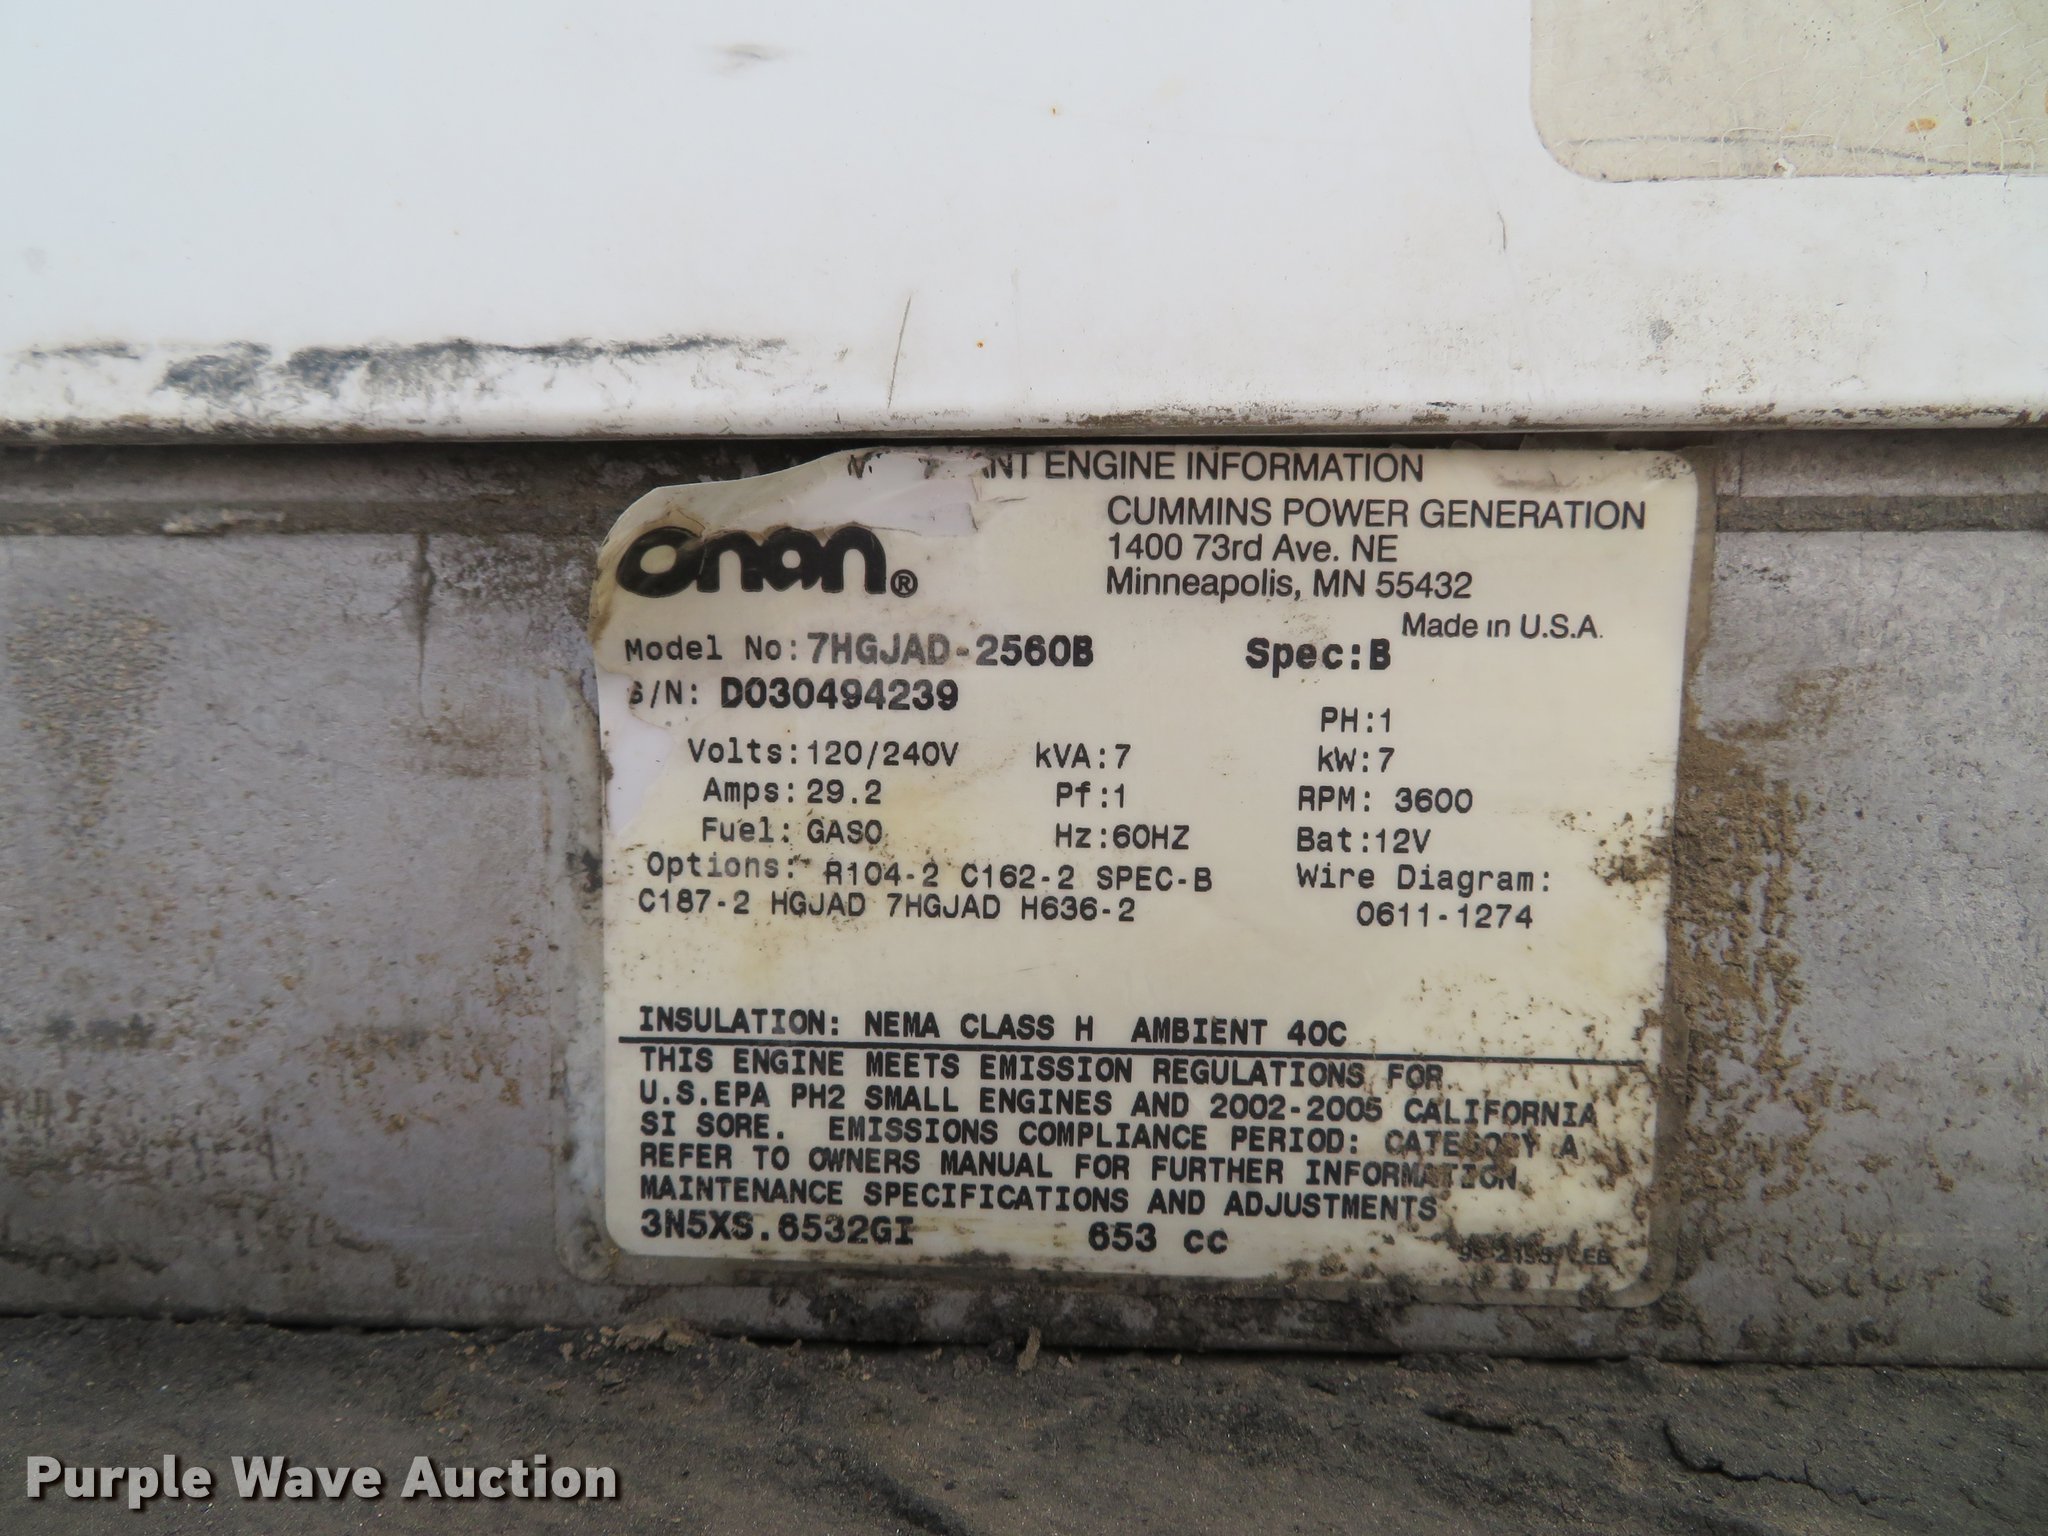 ENGINE INFORMATION
onan®
CUMMINS POWER GENERATION
1400 73rd Ave. NE
Minneapolis, MN 55432
Made in U.S.A.
Model No: 7HGJAD-2560B Spec:B
S/N: D030494239
PH:1
Volts:120/240V kVA:7 kW:7
Amps:29.2 Pf:1 RPM: 3600
Fuel: GASO Hz:60HZ Bat:12V
Options: R104-2 C162-2 SPEC-B Wire Diagram:
C187-2 HGJAD 7HGJAD H636-2 0611-1274
INSULATION: NEMA CLASS H AMBIENT 40C
THIS ENGINE MEETS EMISSION REGULATIONS FOR
U.S.EPA PH2 SMALL ENGINES AND 2002-2005 CALIFORNIA
SI SORE. EMISSIONS COMPLIANCE PERIOD: CATEGORY A
REFER TO OWNERS MANUAL FOR FURTHER INFORMATION
MAINTENANCE SPECIFICATIONS AND ADJUSTMENTS
3N5XS.6532GI 653 cc
Purple Wave Auction